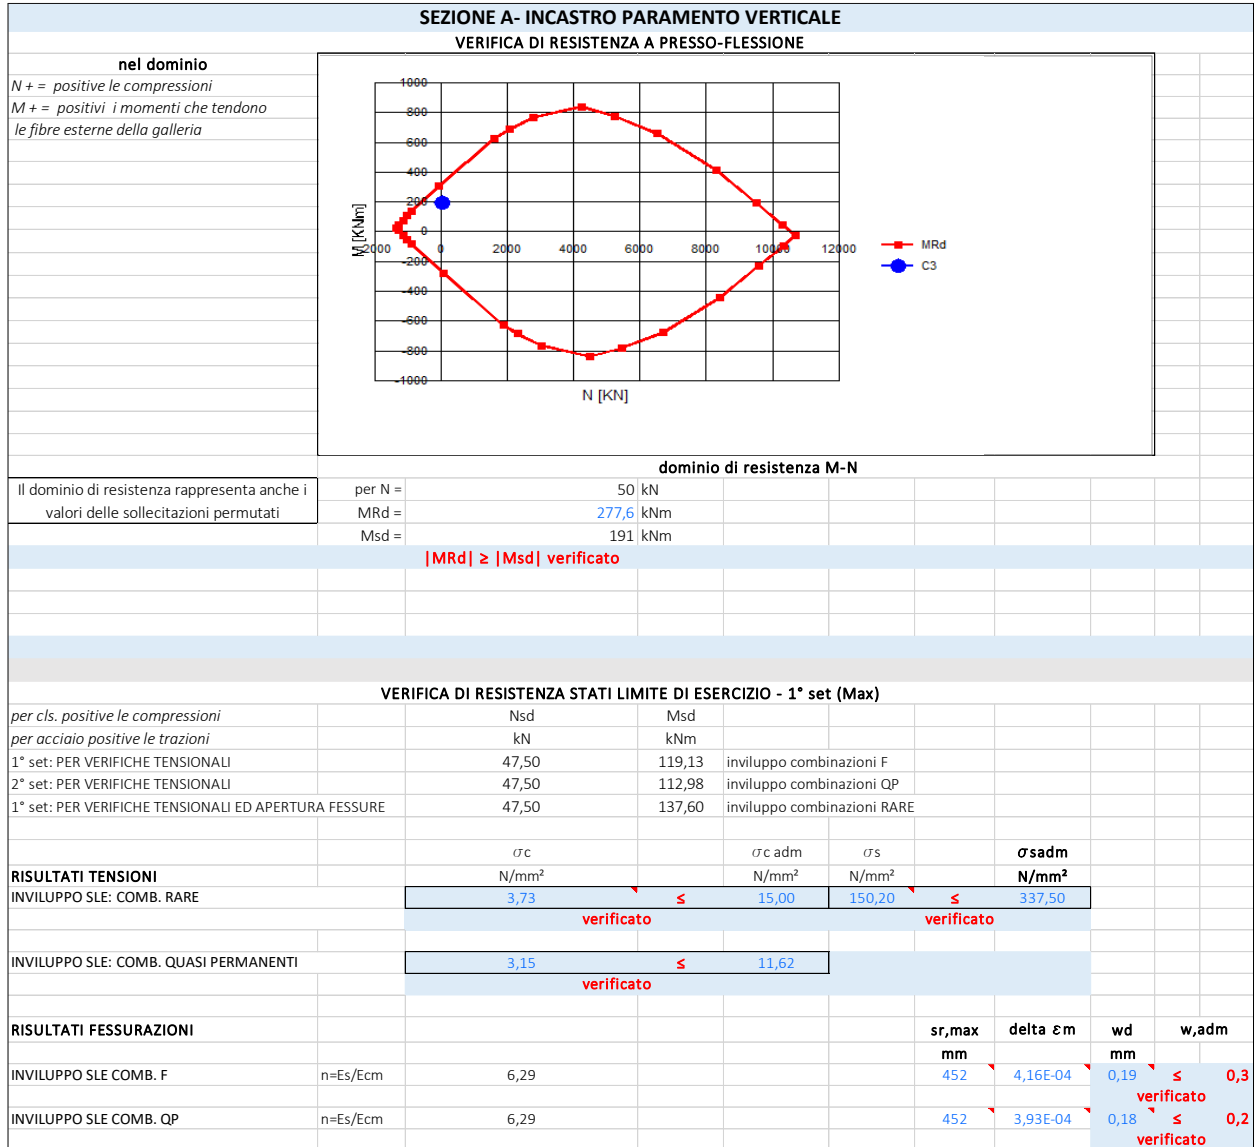 SEZIONE A- INCASTRO PARAMENTO VERTICALE
VERIFICA DI RESISTENZA A PRESSO-FLESSIONE
nel dominio
N + = positive le compressioni
M + = positivi i momenti che tendono
le fibre esterne della galleria
1000
800
600
400
200
0
-200
-400
-600
-800
-1000
M [KNm]
2000 0 2000 4000 6000 8000 10000 12000
N [KN]
MRd
C3
dominio di resistenza M-N
Il dominio di resistenza rappresenta anche i
valori delle sollecitazioni permutati
per N = 50 kN
MRd = 277,6 kNm
Msd = 191 kNm
|MRd| ≥ |Msd| verificato
VERIFICA DI RESISTENZA STATI LIMITE DI ESERCIZIO - 1° set (Max)
per cls. positive le compressioni Nsd Msd
per acciaio positive le trazioni kN kNm
1° set: PER VERIFICHE TENSIONALI 47,50 119,13 inviluppo combinazioni F
2° set: PER VERIFICHE TENSIONALI 47,50 112,98 inviluppo combinazioni QP
1° set: PER VERIFICHE TENSIONALI ED APERTURA FESSURE 47,50 137,60 inviluppo combinazioni RARE
σc σc adm σs σsadm
RISULTATI TENSIONI N/mm² N/mm² N/mm² N/mm²
INVILUPPO SLE: COMB. RARE 3,73 ≤ 15,00 150,20 ≤ 337,50
verificato verificato
INVILUPPO SLE: COMB. QUASI PERMANENTI 3,15 ≤ 11,62
verificato
RISULTATI FESSURAZIONI sr,max delta εm wd w,adm
mm mm
INVILUPPO SLE COMB. F n=Es/Ecm 6,29 452 4,16E-04 0,19 ≤ 0,3
verificato
INVILUPPO SLE COMB. QP n=Es/Ecm 6,29 452 3,93E-04 0,18 ≤ 0,2
verificato